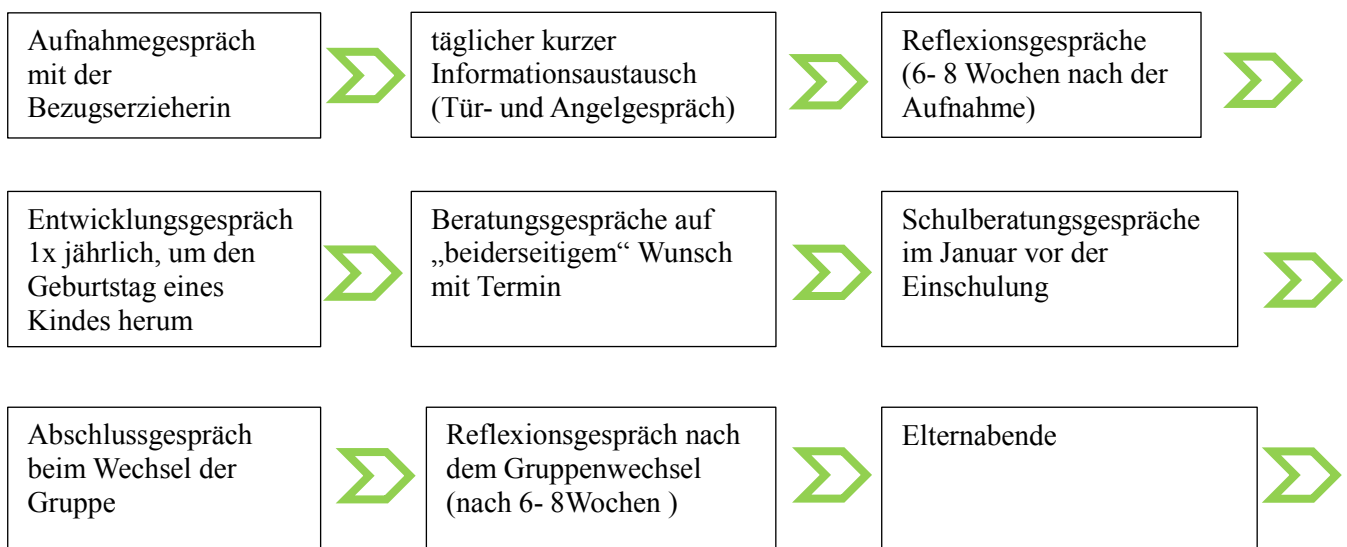 Aufnahmegespräch
mit der
Bezugserzieherin
täglicher kurzer
Informationsaustausch
(Tür- und Angelgespräch)
Reflexionsgespräche
(6- 8 Wochen nach der
Aufnahme)
Entwicklungsgespräch
1x jährlich, um den
Geburtstag eines
Kindes herum
Beratungsgespräche auf
„beiderseitigem“ Wunsch
mit Termin
Schulberatungsgespräche
im Januar vor der
Einschulung
Abschlussgespräch
beim Wechsel der
Gruppe
Reflexionsgespräch nach
dem Gruppenwechsel
(nach 6- 8Wochen )
Elternabende